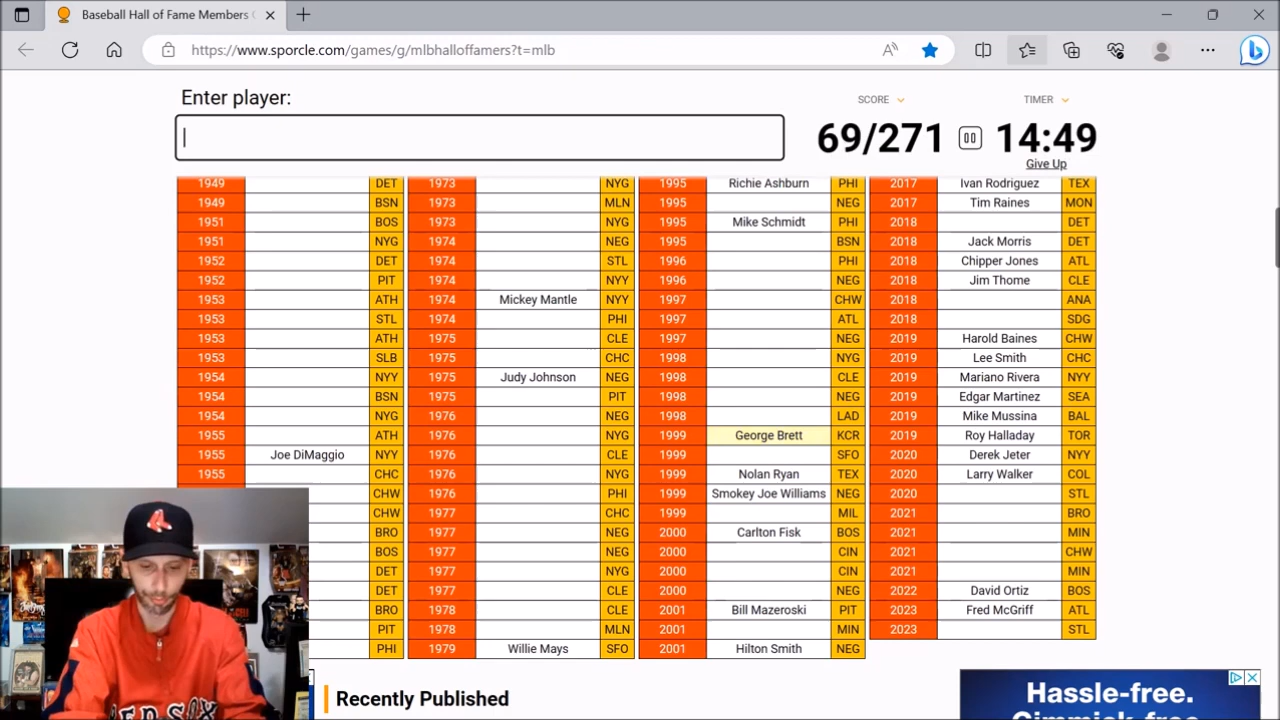 Baseball Hall of Fame Members
https://www.sporcle.com/games/g/mlbhalloffamers?t=mlb
Enter player:
SCORE TIMER
69/271 14:49
Give Up
1949 DET 1973 NYG 1995 Richie Ashburn PHI 2017 Ivan Rodriguez TEX
1949 BSN 1973 MLN 1995 NEG 2017 Tim Raines MON
1951 BOS 1973 NYG 1995 Mike Schmidt PHI 2018 DET
1951 NYG 1974 NEG 1995 BSN 2018 Jack Morris DET
1952 DET 1974 STL 1996 PHI 2018 Chipper Jones ATL
1952 PIT 1974 NYY 1996 NEG 2018 Jim Thome CLE
1953 ATH 1974 Mickey Mantle NYY 1997 CHW 2018 ANA
1953 STL 1974 PHI 1997 ATL 2018 SDG
1953 ATH 1975 CLE 1997 NEG 2019 Harold Baines CHW
1953 SLB 1975 CHC 1998 NYG 2019 Lee Smith CHC
1954 NYY 1975 Judy Johnson NEG 1998 CLE 2019 Mariano Rivera NYY
1954 BSN 1975 PIT 1998 NEG 2019 Edgar Martinez SEA
1954 NYG 1976 NEG 1998 LAD 2019 Mike Mussina BAL
1955 ATH 1976 NYG 1999 George Brett KCR 2019 Roy Halladay TOR
1955 Joe DiMaggio NYY 1976 CLE 1999 SFO 2020 Derek Jeter NYY
1955 CHC 1976 NYG 1999 Nolan Ryan TEX 2020 Larry Walker COL
CHW 1976 PHI 1999 Smokey Joe Williams NEG 2020 STL
CHW 1977 CHC 1999 MIL 2021 BRO
BRO 1977 NEG 2000 Carlton Fisk BOS 2021 MIN
BOS 1977 NEG 2000 CIN 2021 CHW
DET 1977 NYG 2000 CIN 2021 MIN
DET 1977 CLE 2000 NEG 2022 David Ortiz BOS
BRO 1978 CLE 2001 Bill Mazeroski PIT 2023 Fred McGriff ATL
PIT 1978 MLN 2001 MIN 2023 STL
PHI 1979 Willie Mays SFO 2001 Hilton Smith NEG
Recently Published
Hassle-free.
RED SOX